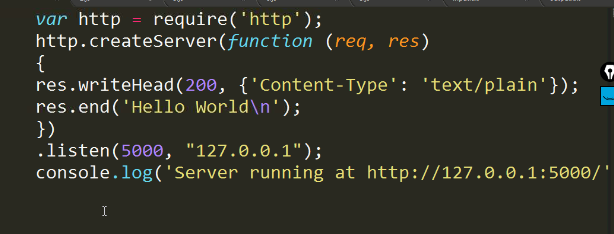 var http = require('http');
http.createServer(function (req, res)
{
res.writeHead(200, {'Content-Type': 'text/plain'});
res.end('Hello World\n');
})
.listen(5000, "127.0.0.1");
console.log('Server running at http://127.0.0.1:5000/'